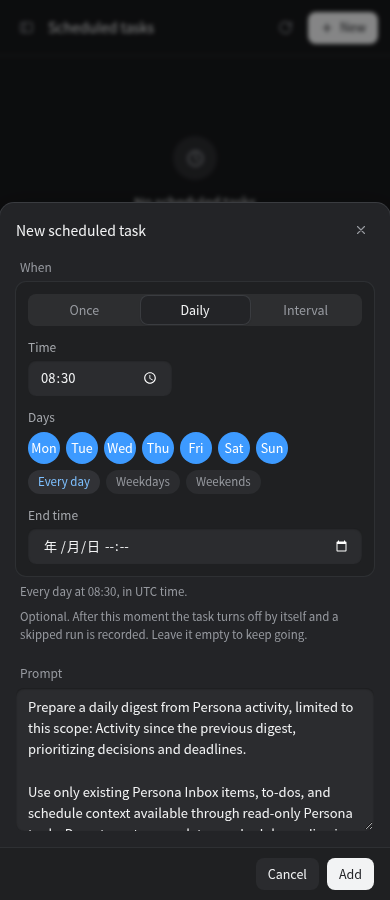 Scheduled tasks
New
New scheduled task
When
Once
Daily
Interval
Time
08:30
Days
Mon Tue Wed Thu Fri Sat Sun
Every day
Weekdays
Weekends
End time
年 /月/日 --:--
Every day at 08:30, in UTC time.
Optional. After this moment the task turns off by itself and a
skipped run is recorded. Leave it empty to keep going.
Prompt
Prepare a daily digest from Persona activity, limited to
this scope: Activity since the previous digest,
prioritizing decisions and deadlines.
Use only existing Persona Inbox items, to-dos, and
schedule context available through read-only Persona
Cancel
Add